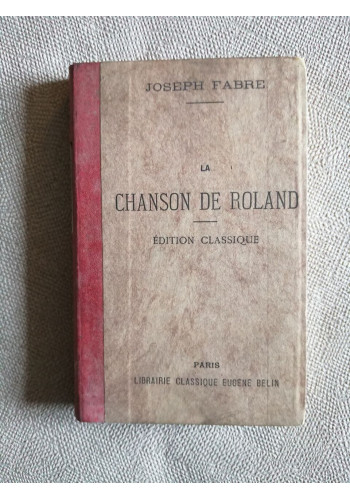 JOSEPH FABRE
LA
CHANSON DE ROLAND
ÉDITION CLASSIQUE
PARIS
LIBRAIRIE CLASSIQUE EUGÈNE BELIN